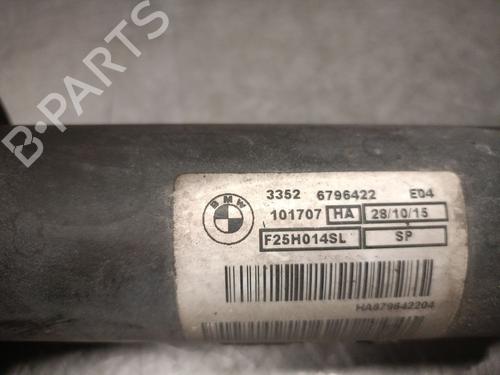 B-PARTS
BMW
3352 6796422 E04
101707 HA 28/10/15
F25H014SL SP
HA679642204